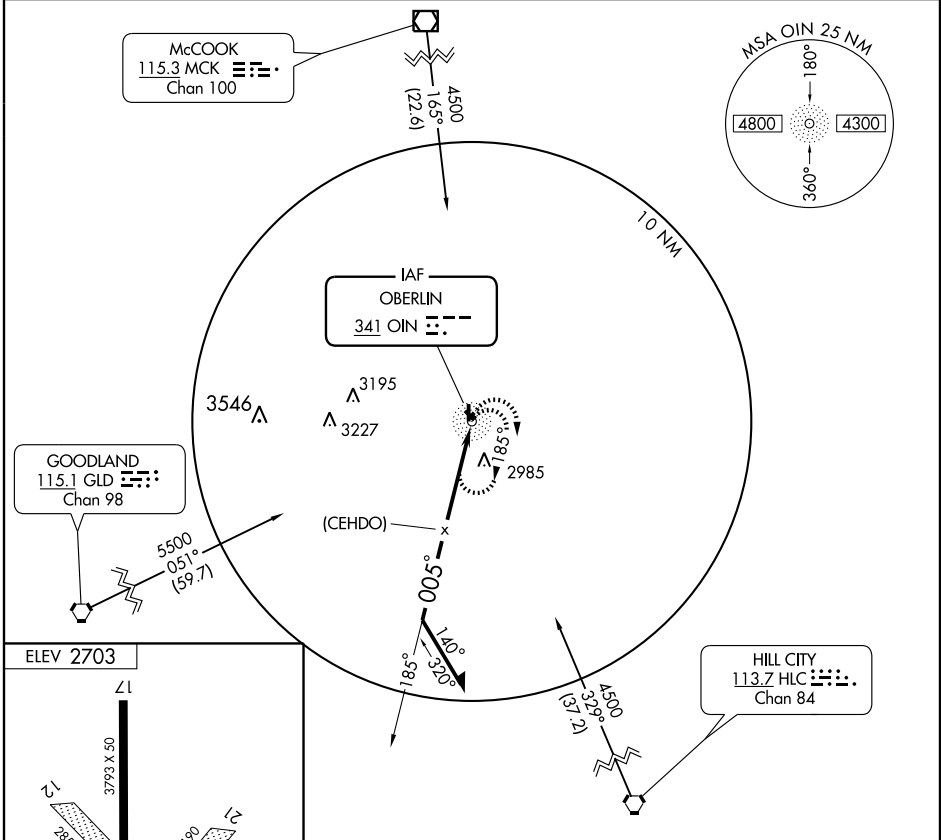 McCOOK
115.3 MCK
Chan 100
4500
165°
(22.6)
MSA OIN 25 NM
180°
4800
4300
360°
10 NM
IAF
OBERLIN
341 OIN
3546
3195
3227
185°
2985
GOODLAND
115.1 GLD
Chan 98
5500
051°
(59.7)
(CEHDO)
005°
140°
320°
185°
4500
329°
(37.2)
HILL CITY
113.7 HLC
Chan 84
ELEV 2703
17
3793 X 50
12
21